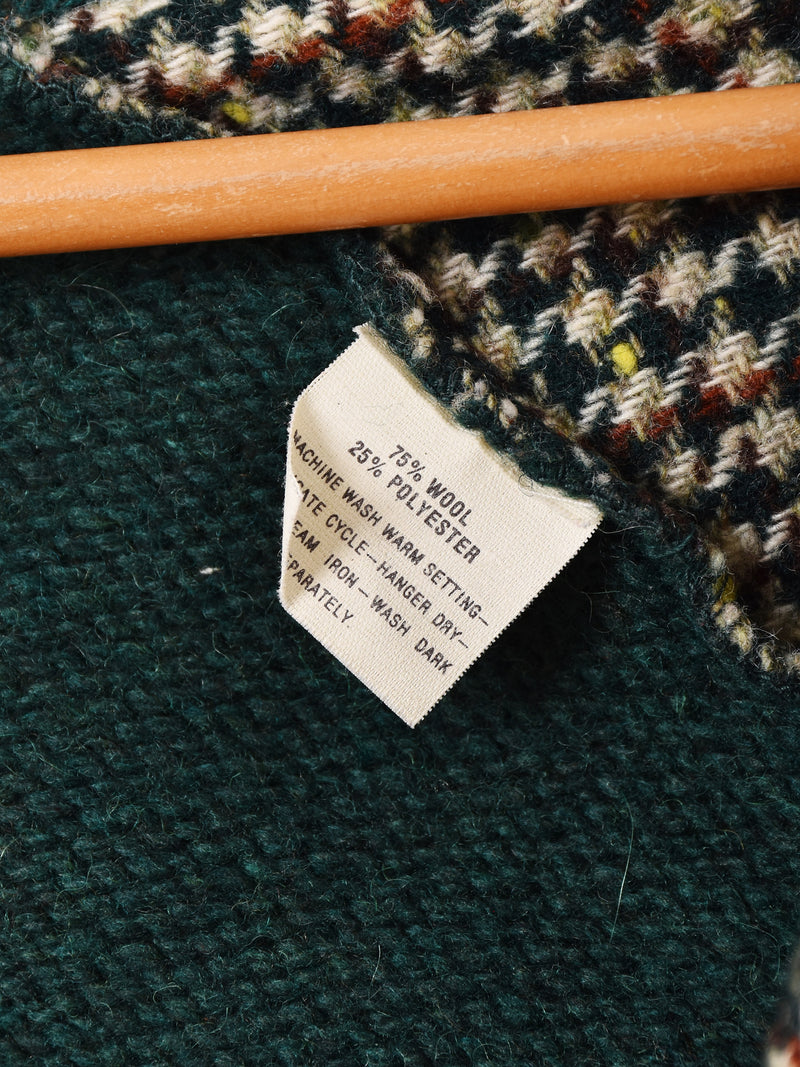 75% WOOL
25% POLYESTER
MACHINE WASH WARM SETTING—
CATE CYCLE—HANGER DRY—
EAM IRON—WASH DARK
PARATELY.